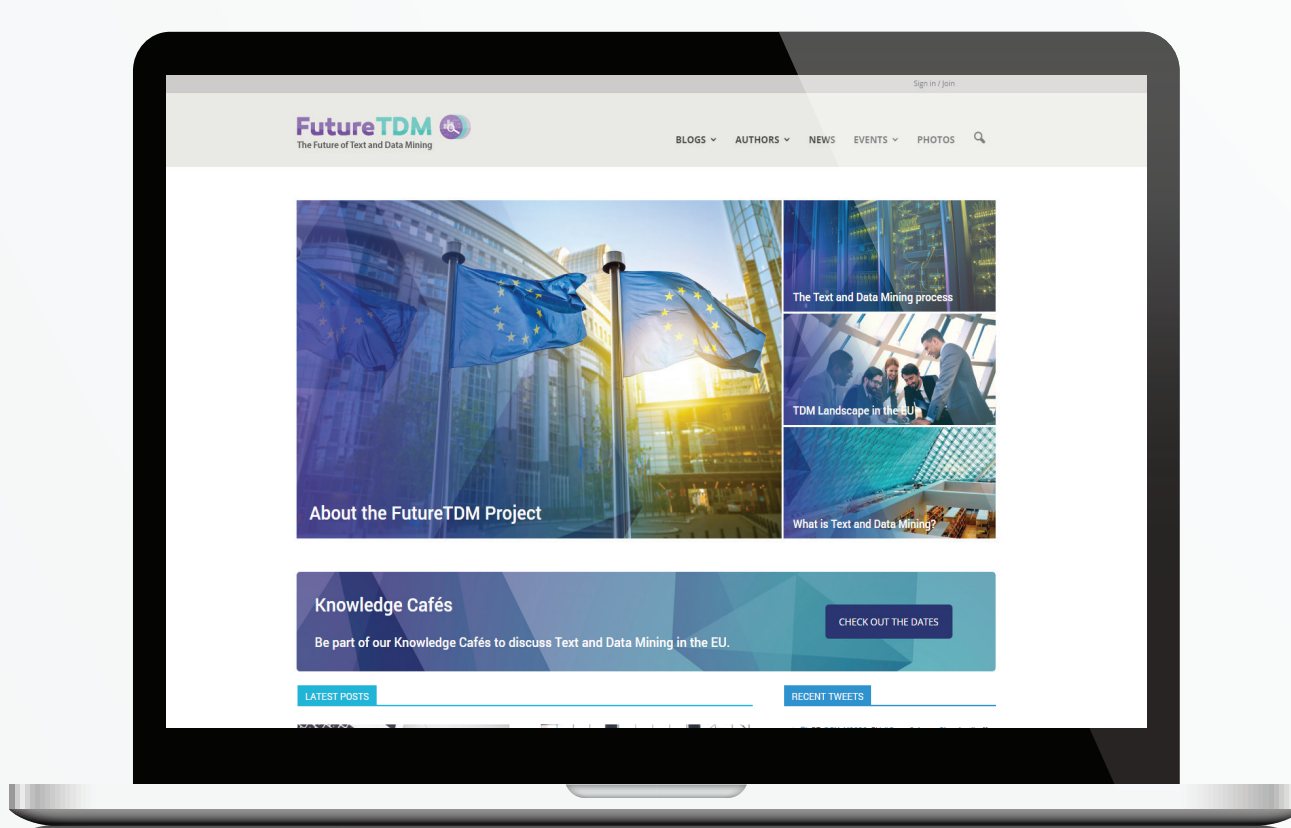 Sign in / Join
FutureTDM
The Future of Text and Data Mining
BLOGS AUTHORS NEWS EVENTS PHOTOS
The Text and Data Mining process
TDM Landscape in the EU
What is Text and Data Mining?
About the FutureTDM Project
Knowledge Cafés
Be part of our Knowledge Cafés to discuss Text and Data Mining in the EU.
CHECK OUT THE DATES
LATEST POSTS
RECENT TWEETS